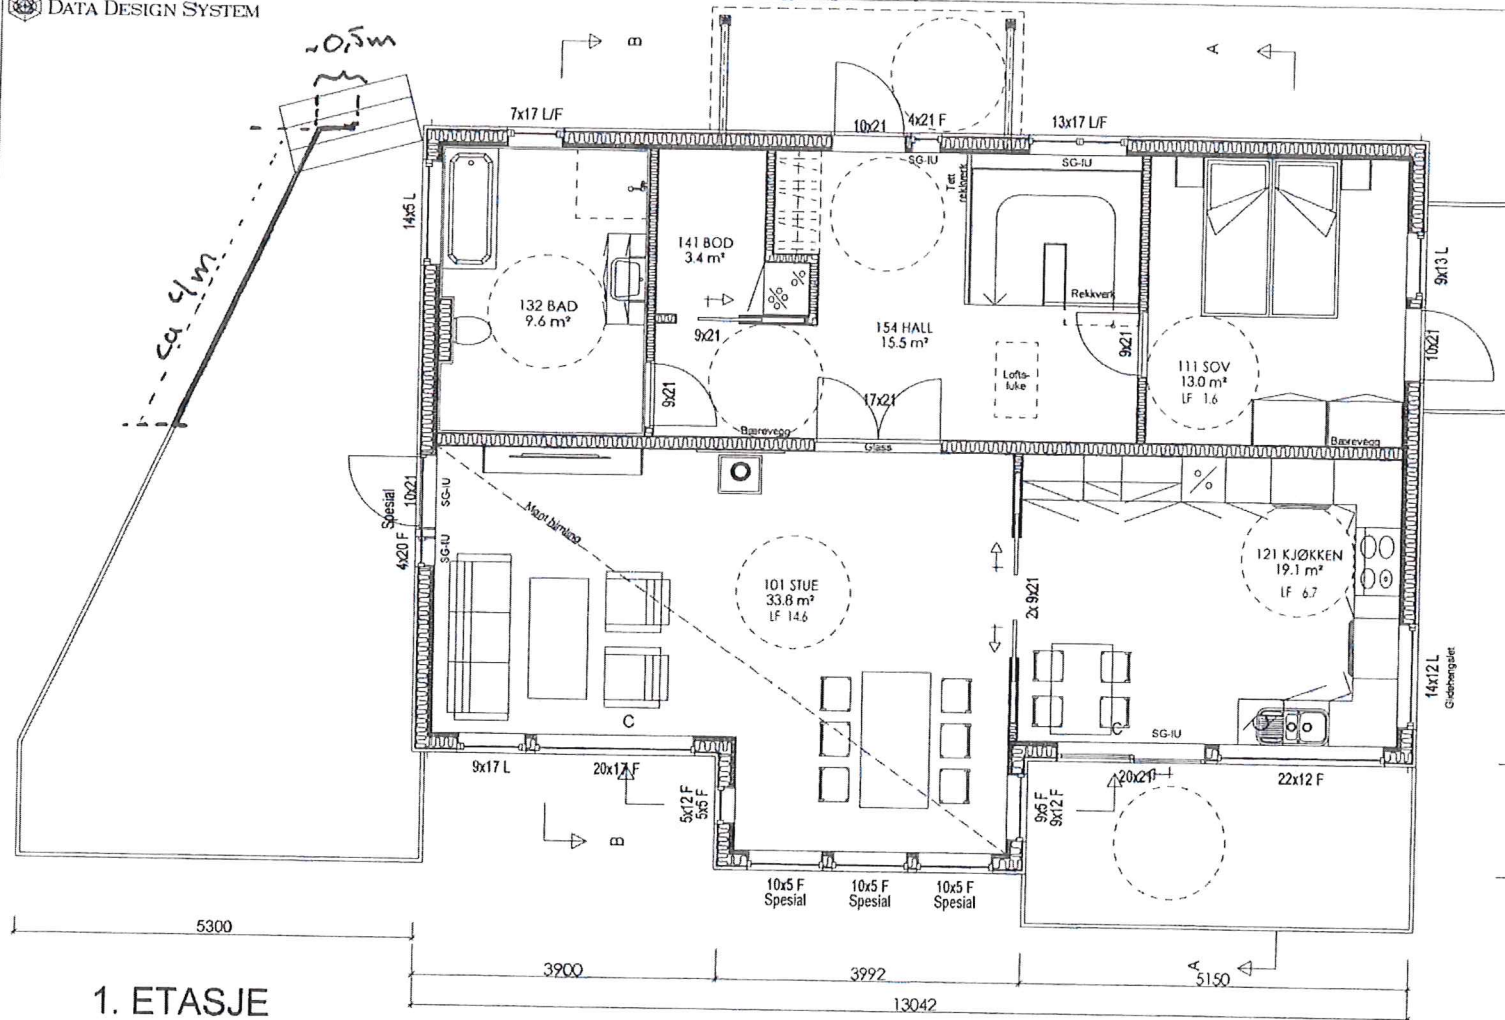 DATA DESIGN SYSTEM
~0,5m
ca 4m
B
A
7x17 L/F
10x21
4x21 F
13x17 L/F
SG-IU
SG-IU
Tett
rekkverk
14x5 L
141 BOD
3.4 m²
132 BAD
9.6 m²
%
%
9x21
154 HALL
15.5 m²
Rekkverk
9x21
9x13 L
10x21
111 SOV
13.0 m²
LF 1.6
Lofts-
luke
9x21
17x21
Bærevegg
Glass
Bærevegg
Spesial
10x21
SG-IU
4x20 F
SG-IU
Mønt himling
%
101 STUE
33.8 m²
LF 14.6
2x 9x21
121 KJØKKEN
19.1 m²
LF 6.7
14x12 L
Sidehengslet
C
C
SG-IU
9x17 L
20x17 F
20x21
22x12 F
5x12 F
5x5 F
9x5 F
9x12 F
B
10x5 F
Spesial
10x5 F
Spesial
10x5 F
Spesial
5300
3900
3992
A
5150
13042
1. ETASJE